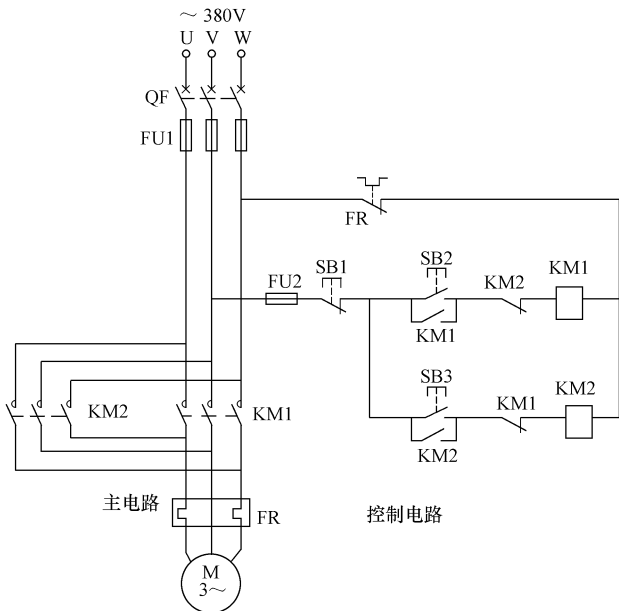 ～ 380V
U V W
QF
FU1
FR
FU2
SB1
SB2
KM2
KM1
KM1
SB3
KM1
KM2
KM2
KM2
KM1
主电路
FR
控制电路
M
3～